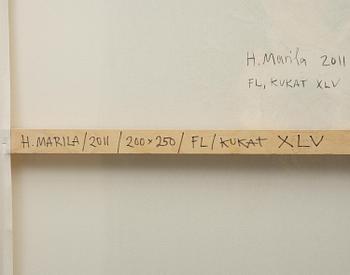 H. Marila 2011
FL, KUKAT XLV
H. MARILA / 2011 / 200 × 250 / FL / KUKAT XLV